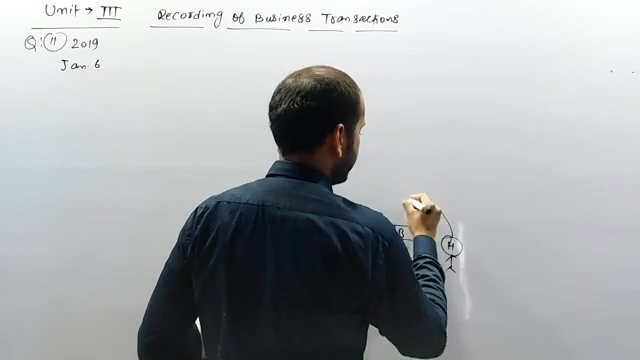 Unit → III Recording of Business Transactions
Q: 11 2019
Jan. 6
B
H